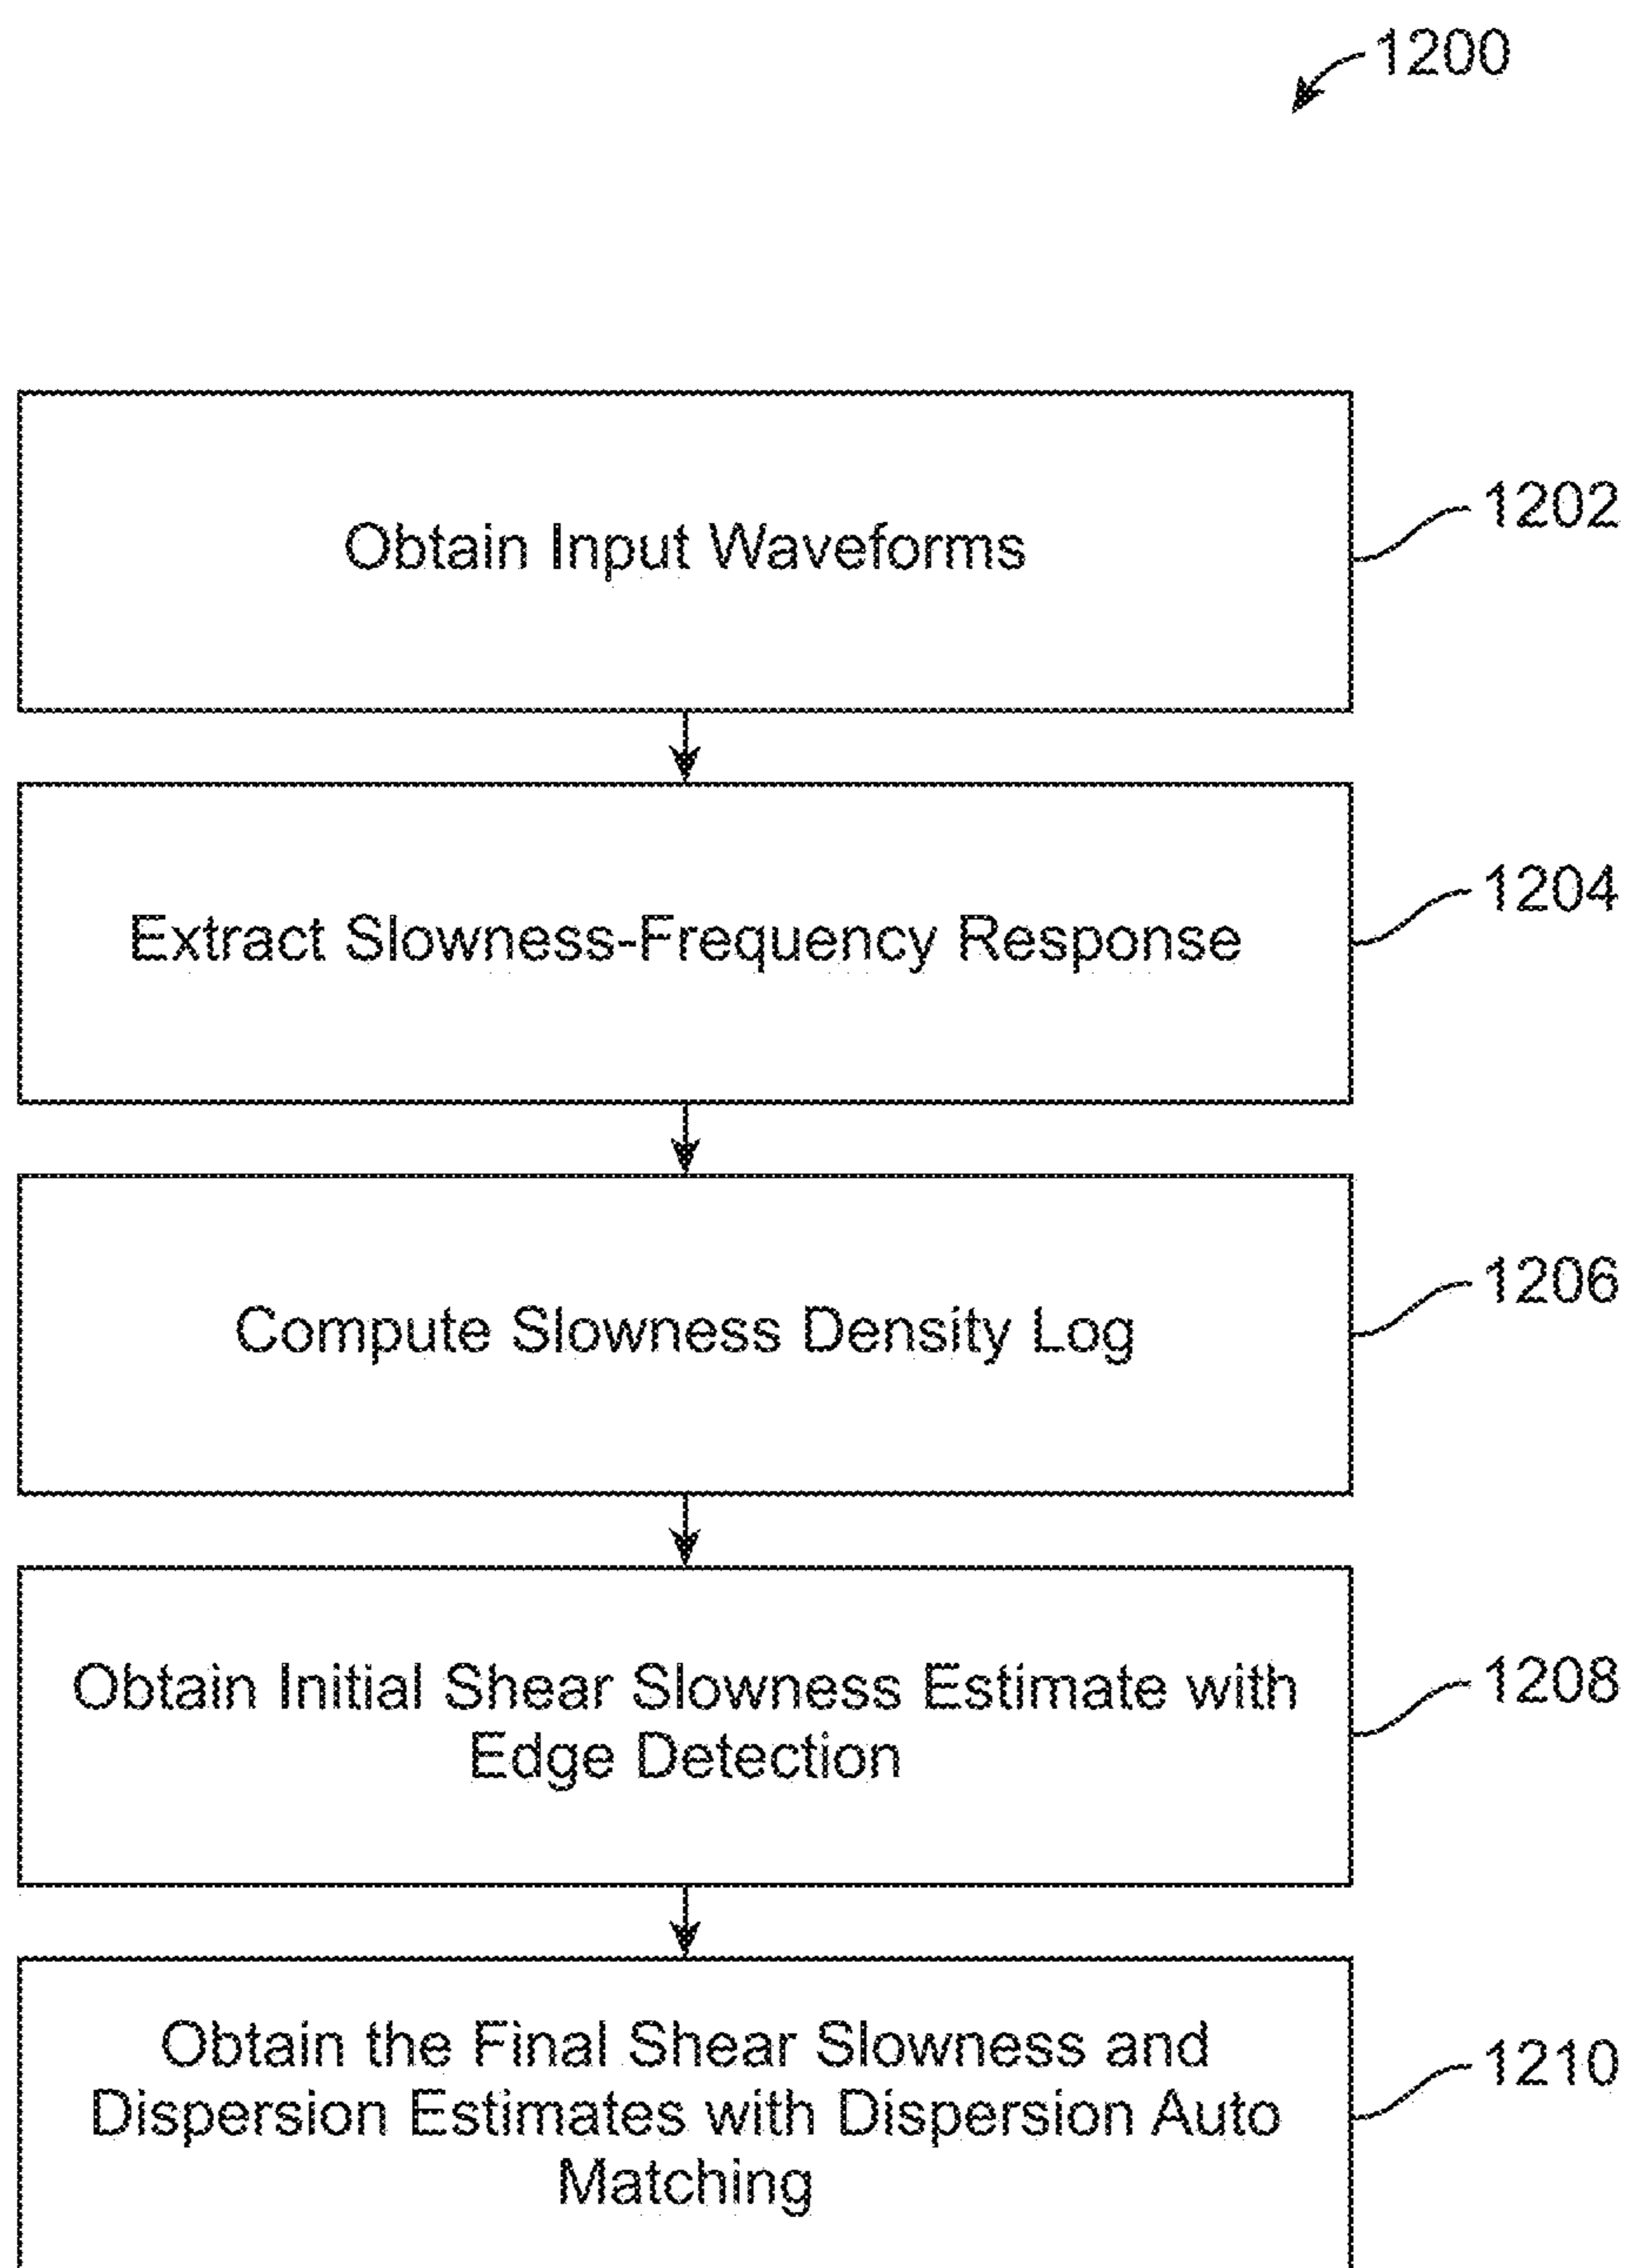 1200
Obtain Input Waveforms
1202
Extract Slowness-Frequency Response
1204
Compute Slowness Density Log
1206
Obtain Initial Shear Slowness Estimate with
Edge Detection
1208
Obtain the Final Shear Slowness and
Dispersion Estimates with Dispersion Auto
Matching
1210